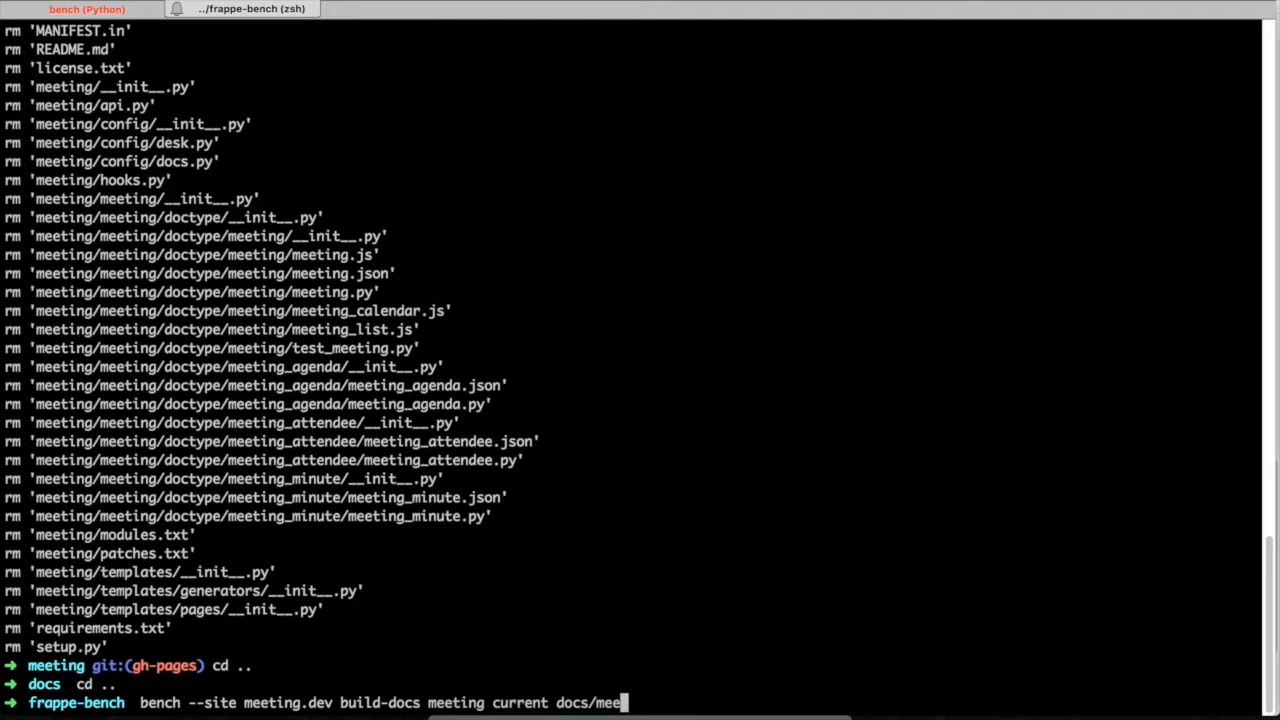 bench (Python) ../frappe-bench (zsh)
rm 'MANIFEST.in'
rm 'README.md'
rm 'license.txt'
rm 'meeting/__init__.py'
rm 'meeting/api.py'
rm 'meeting/config/__init__.py'
rm 'meeting/config/desk.py'
rm 'meeting/config/docs.py'
rm 'meeting/hooks.py'
rm 'meeting/meeting/__init__.py'
rm 'meeting/meeting/doctype/__init__.py'
rm 'meeting/meeting/doctype/meeting/__init__.py'
rm 'meeting/meeting/doctype/meeting/meeting.js'
rm 'meeting/meeting/doctype/meeting/meeting.json'
rm 'meeting/meeting/doctype/meeting/meeting.py'
rm 'meeting/meeting/doctype/meeting/meeting_calendar.js'
rm 'meeting/meeting/doctype/meeting/meeting_list.js'
rm 'meeting/meeting/doctype/meeting/test_meeting.py'
rm 'meeting/meeting/doctype/meeting_agenda/__init__.py'
rm 'meeting/meeting/doctype/meeting_agenda/meeting_agenda.json'
rm 'meeting/meeting/doctype/meeting_agenda/meeting_agenda.py'
rm 'meeting/meeting/doctype/meeting_attendee/__init__.py'
rm 'meeting/meeting/doctype/meeting_attendee/meeting_attendee.json'
rm 'meeting/meeting/doctype/meeting_attendee/meeting_attendee.py'
rm 'meeting/meeting/doctype/meeting_minute/__init__.py'
rm 'meeting/meeting/doctype/meeting_minute/meeting_minute.json'
rm 'meeting/meeting/doctype/meeting_minute/meeting_minute.py'
rm 'meeting/modules.txt'
rm 'meeting/patches.txt'
rm 'meeting/templates/__init__.py'
rm 'meeting/templates/generators/__init__.py'
rm 'meeting/templates/pages/__init__.py'
rm 'requirements.txt'
rm 'setup.py'
➜ meeting git:(gh-pages) cd ..
➜ docs cd ..
➜ frappe-bench bench --site meeting.dev build-docs meeting current docs/mee